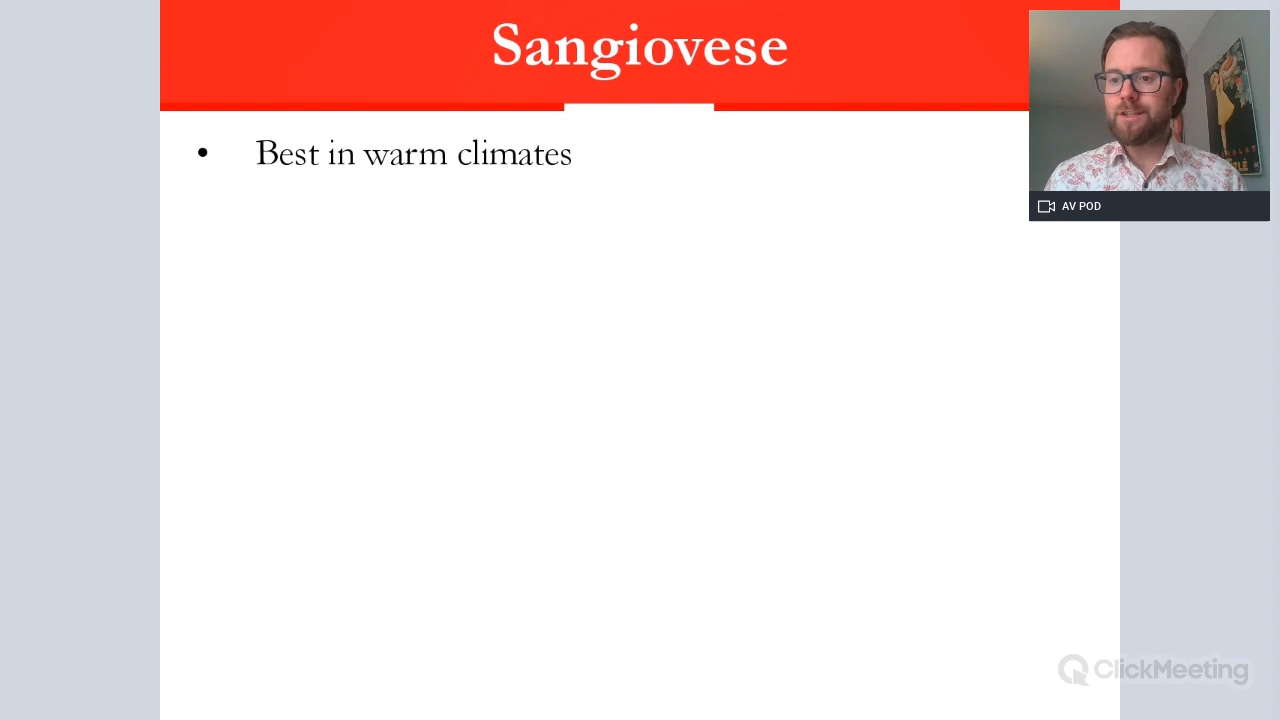 Sangiovese
• Best in warm climates
AV POD
ClickMeeting